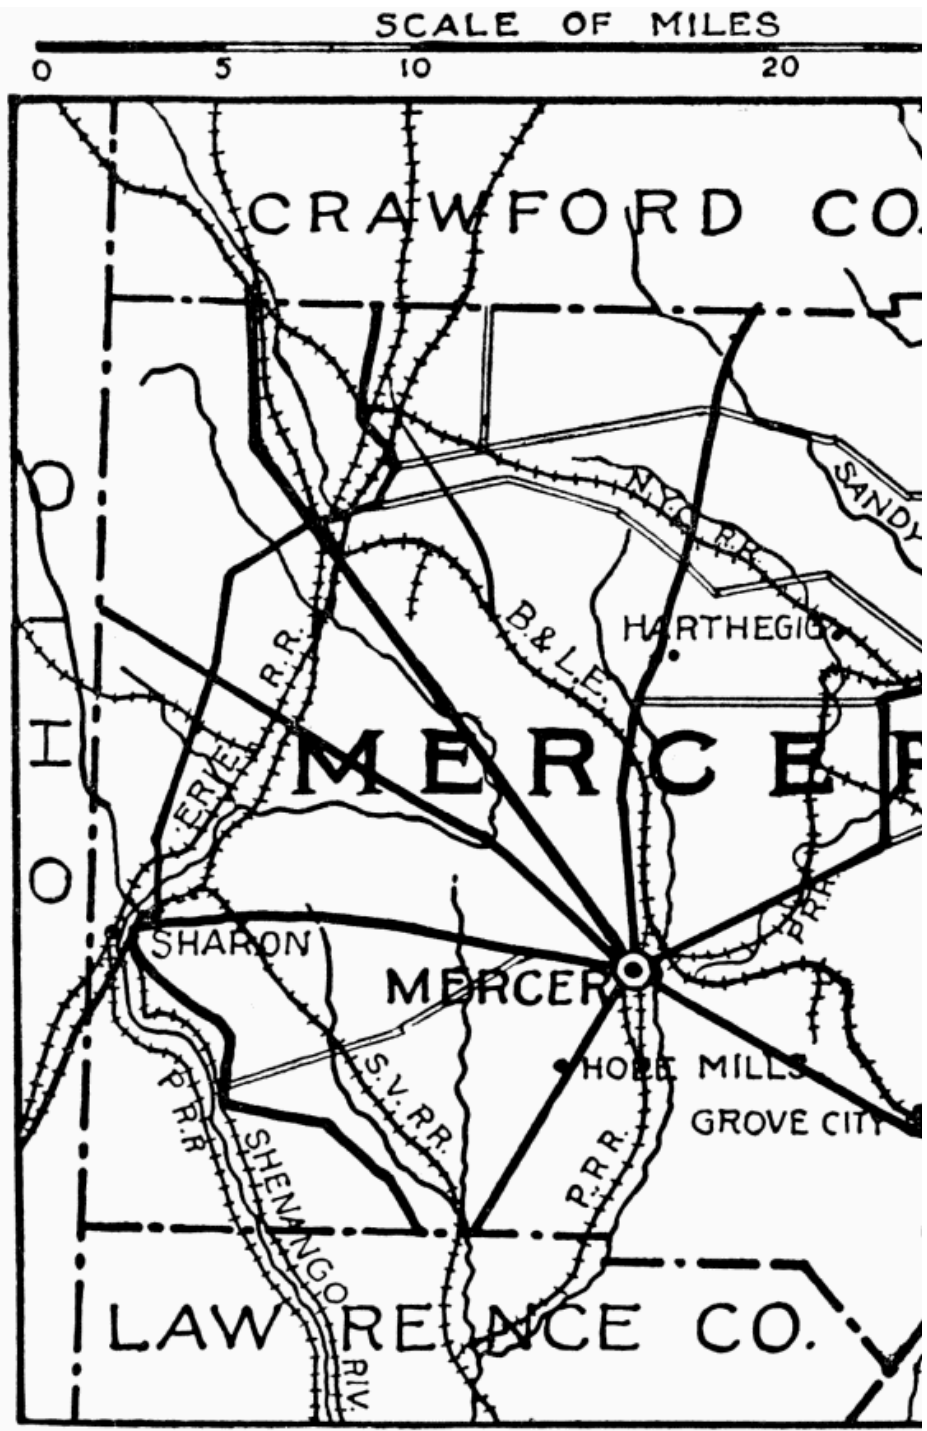 SCALE OF MILES
0 5 10 20
CRAWFORD CO.
OHIO
SANDY
N.Y.C. R.R.
HARTHEGIG
B. & L. E.
R.R.
ERIE
MERCER
SHARON
MERCER
P.R.R.
HOPE MILLS
GROVE CITY
S.V. R.R.
P.R.R
P.R.R.
SHENANGO RIV.
LAWRENCE CO.